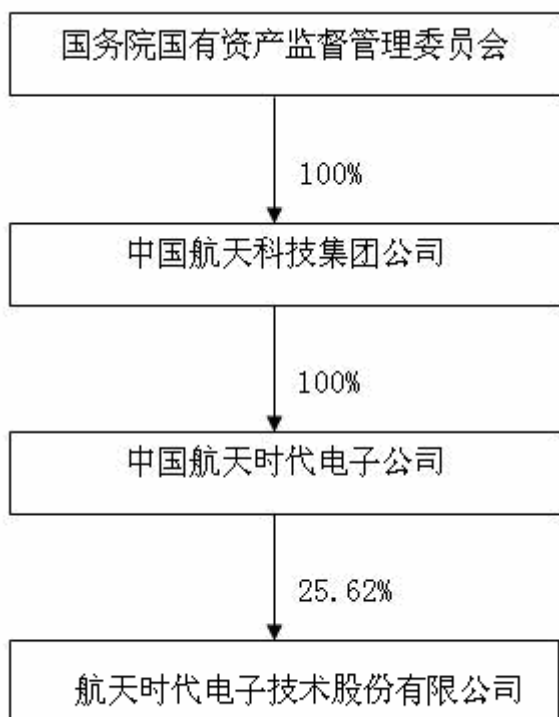 国务院国有资产监督管理委员会
100%
中国航天科技集团公司
100%
中国航天时代电子公司
25.62%
航天时代电子技术股份有限公司